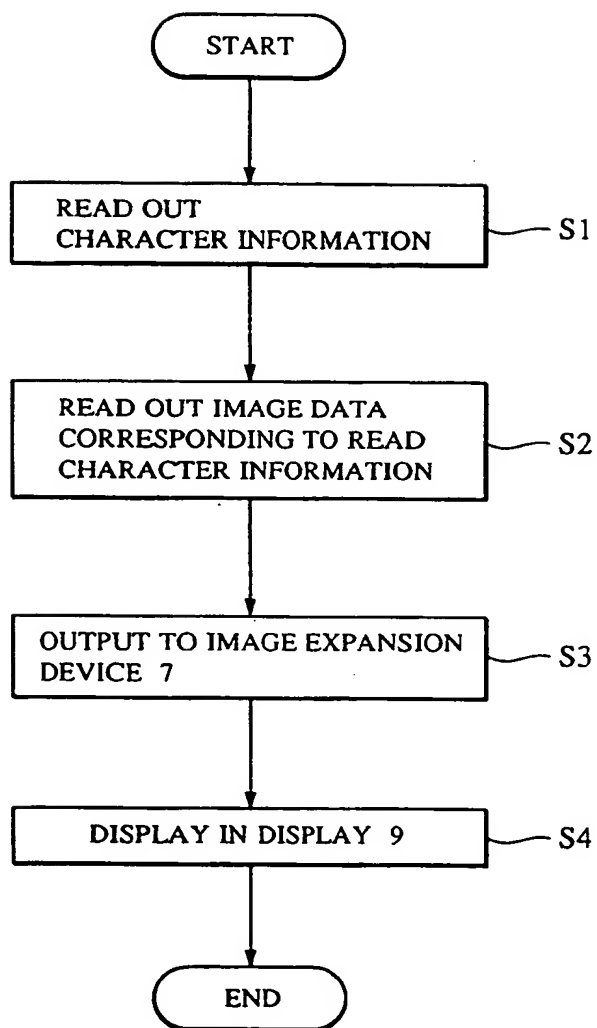 START
READ OUT
CHARACTER INFORMATION
S1
READ OUT IMAGE DATA
CORRESPONDING TO READ
CHARACTER INFORMATION
S2
OUTPUT TO IMAGE EXPANSION
DEVICE 7
S3
DISPLAY IN DISPLAY 9
S4
END